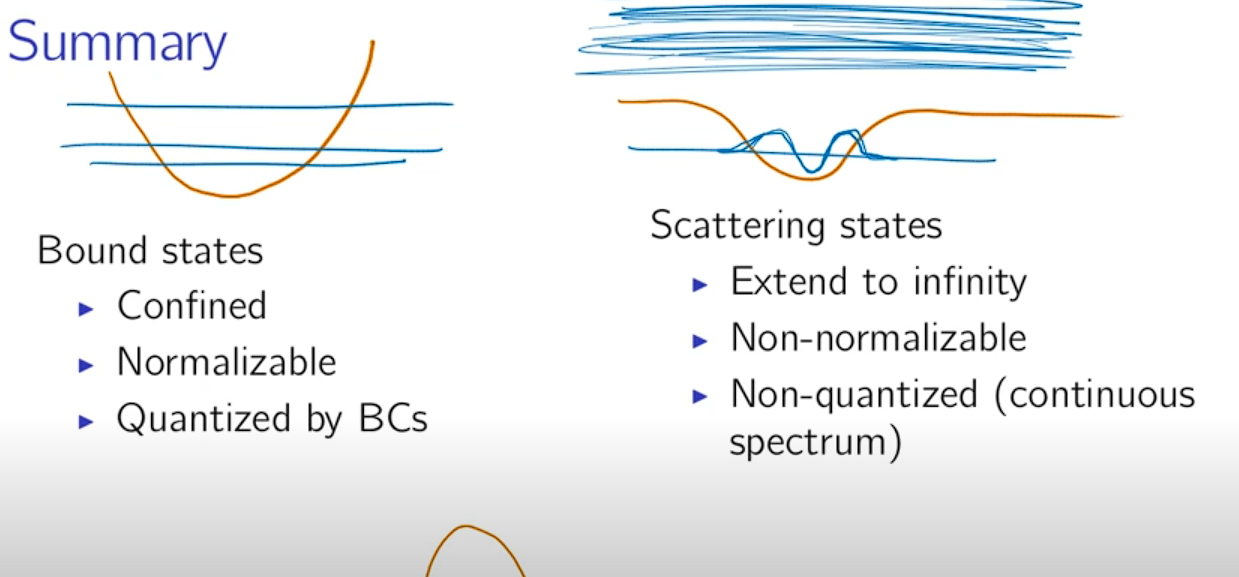 Summary
Bound states
▶ Confined
▶ Normalizable
▶ Quantized by BCs
Scattering states
▶ Extend to infinity
▶ Non-normalizable
▶ Non-quantized (continuous
spectrum)